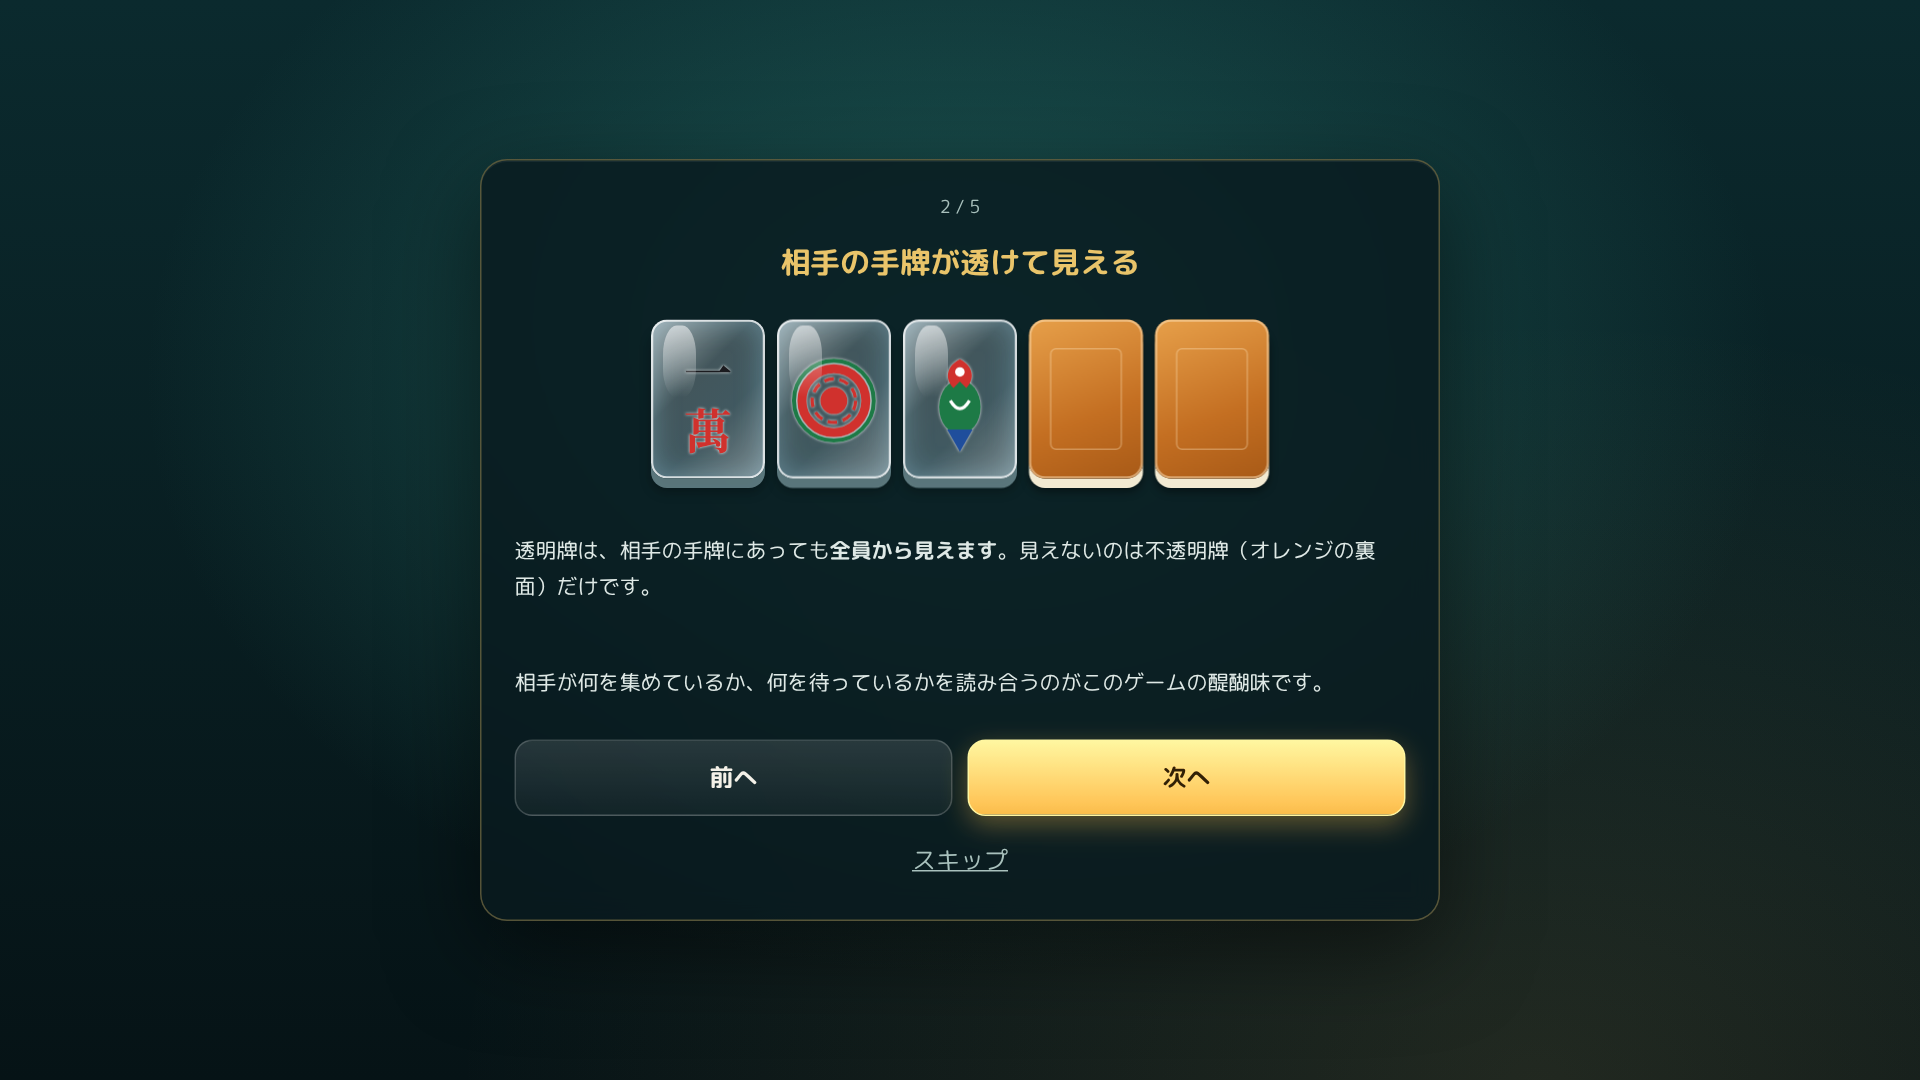 2 / 5
相手の手牌が透けて見える
一
萬
透明牌は、相手の手牌にあっても全員から見えます。見えないのは不透明牌（オレンジの裏
面）だけです。
相手が何を集めているか、何を待っているかを読み合うのがこのゲームの醍醐味です。
前へ
次へ
スキップ